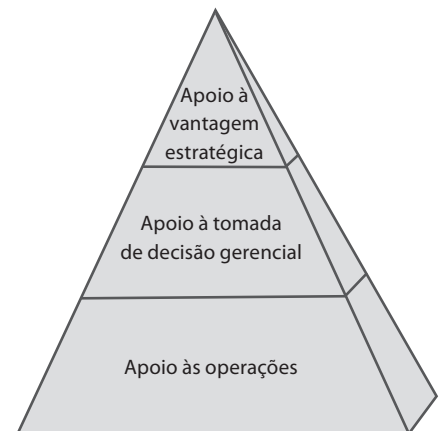 Apoio à
vantagem
estratégica
Apoio à tomada
de decisão gerencial
Apoio às operações